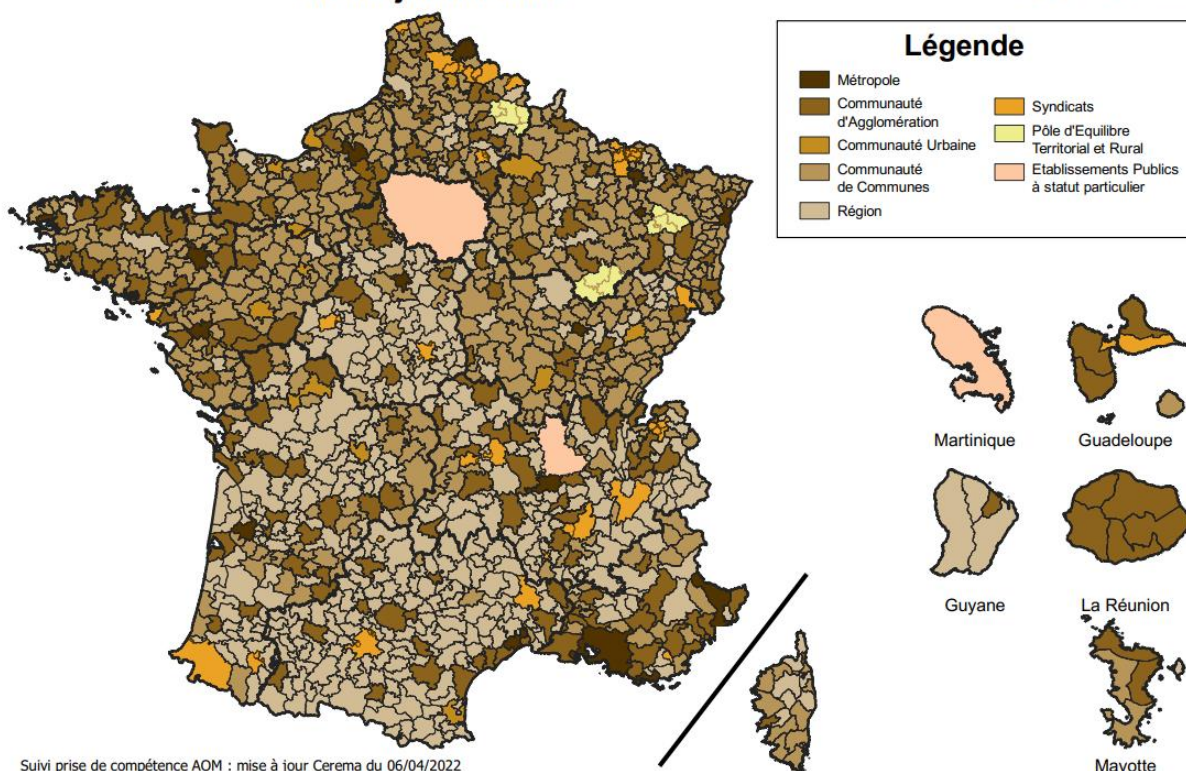 Légende
Métropole
Communauté
d'Agglomération
Communauté Urbaine
Communauté
de Communes
Région
Syndicats
Pôle d'Equilibre
Territorial et Rural
Etablissements Publics
à statut particulier
Martinique
Guadeloupe
Guyane
La Réunion
Mayotte
Suivi prise de compétence AOM : mise à jour Cerema du 06/04/2022